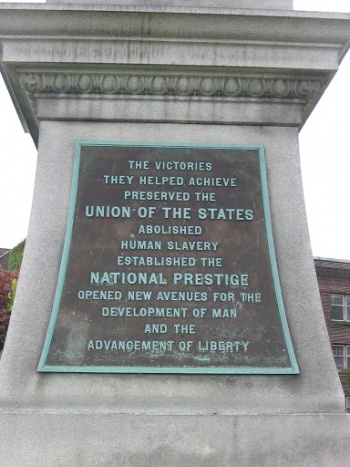 THE VICTORIES
THEY HELPED ACHIEVE
PRESERVED THE
UNION OF THE STATES
ABOLISHED
HUMAN SLAVERY
ESTABLISHED THE
NATIONAL PRESTIGE
OPENED NEW AVENUES FOR THE
DEVELOPMENT OF MAN
AND THE
ADVANCEMENT OF LIBERTY